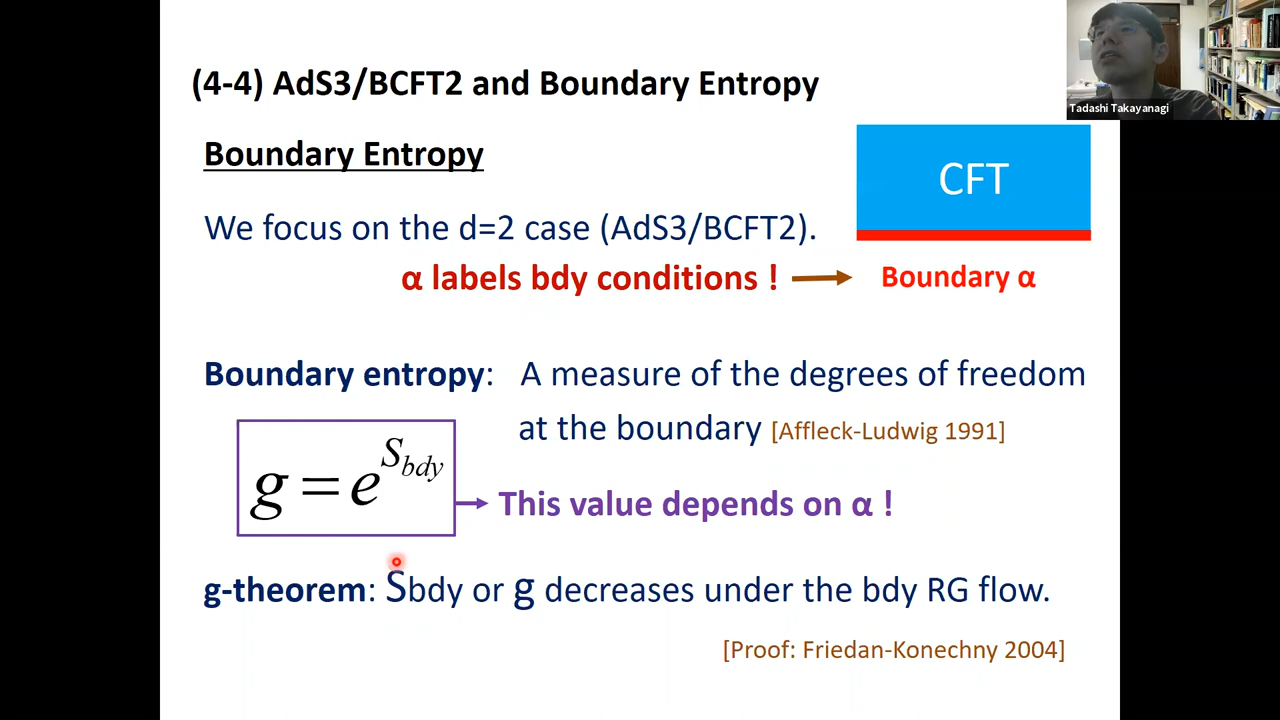 (4-4) AdS3/BCFT2 and Boundary Entropy
Tadashi Takayanagi
Boundary Entropy
CFT
We focus on the d=2 case (AdS3/BCFT2).
α labels bdy conditions !
Boundary α
Boundary entropy: A measure of the degrees of freedom
at the boundary [Affleck-Ludwig 1991]
g = e^{S_{bdy}}
This value depends on α !
g-theorem: Sbdy or g decreases under the bdy RG flow.
[Proof: Friedan-Konechny 2004]